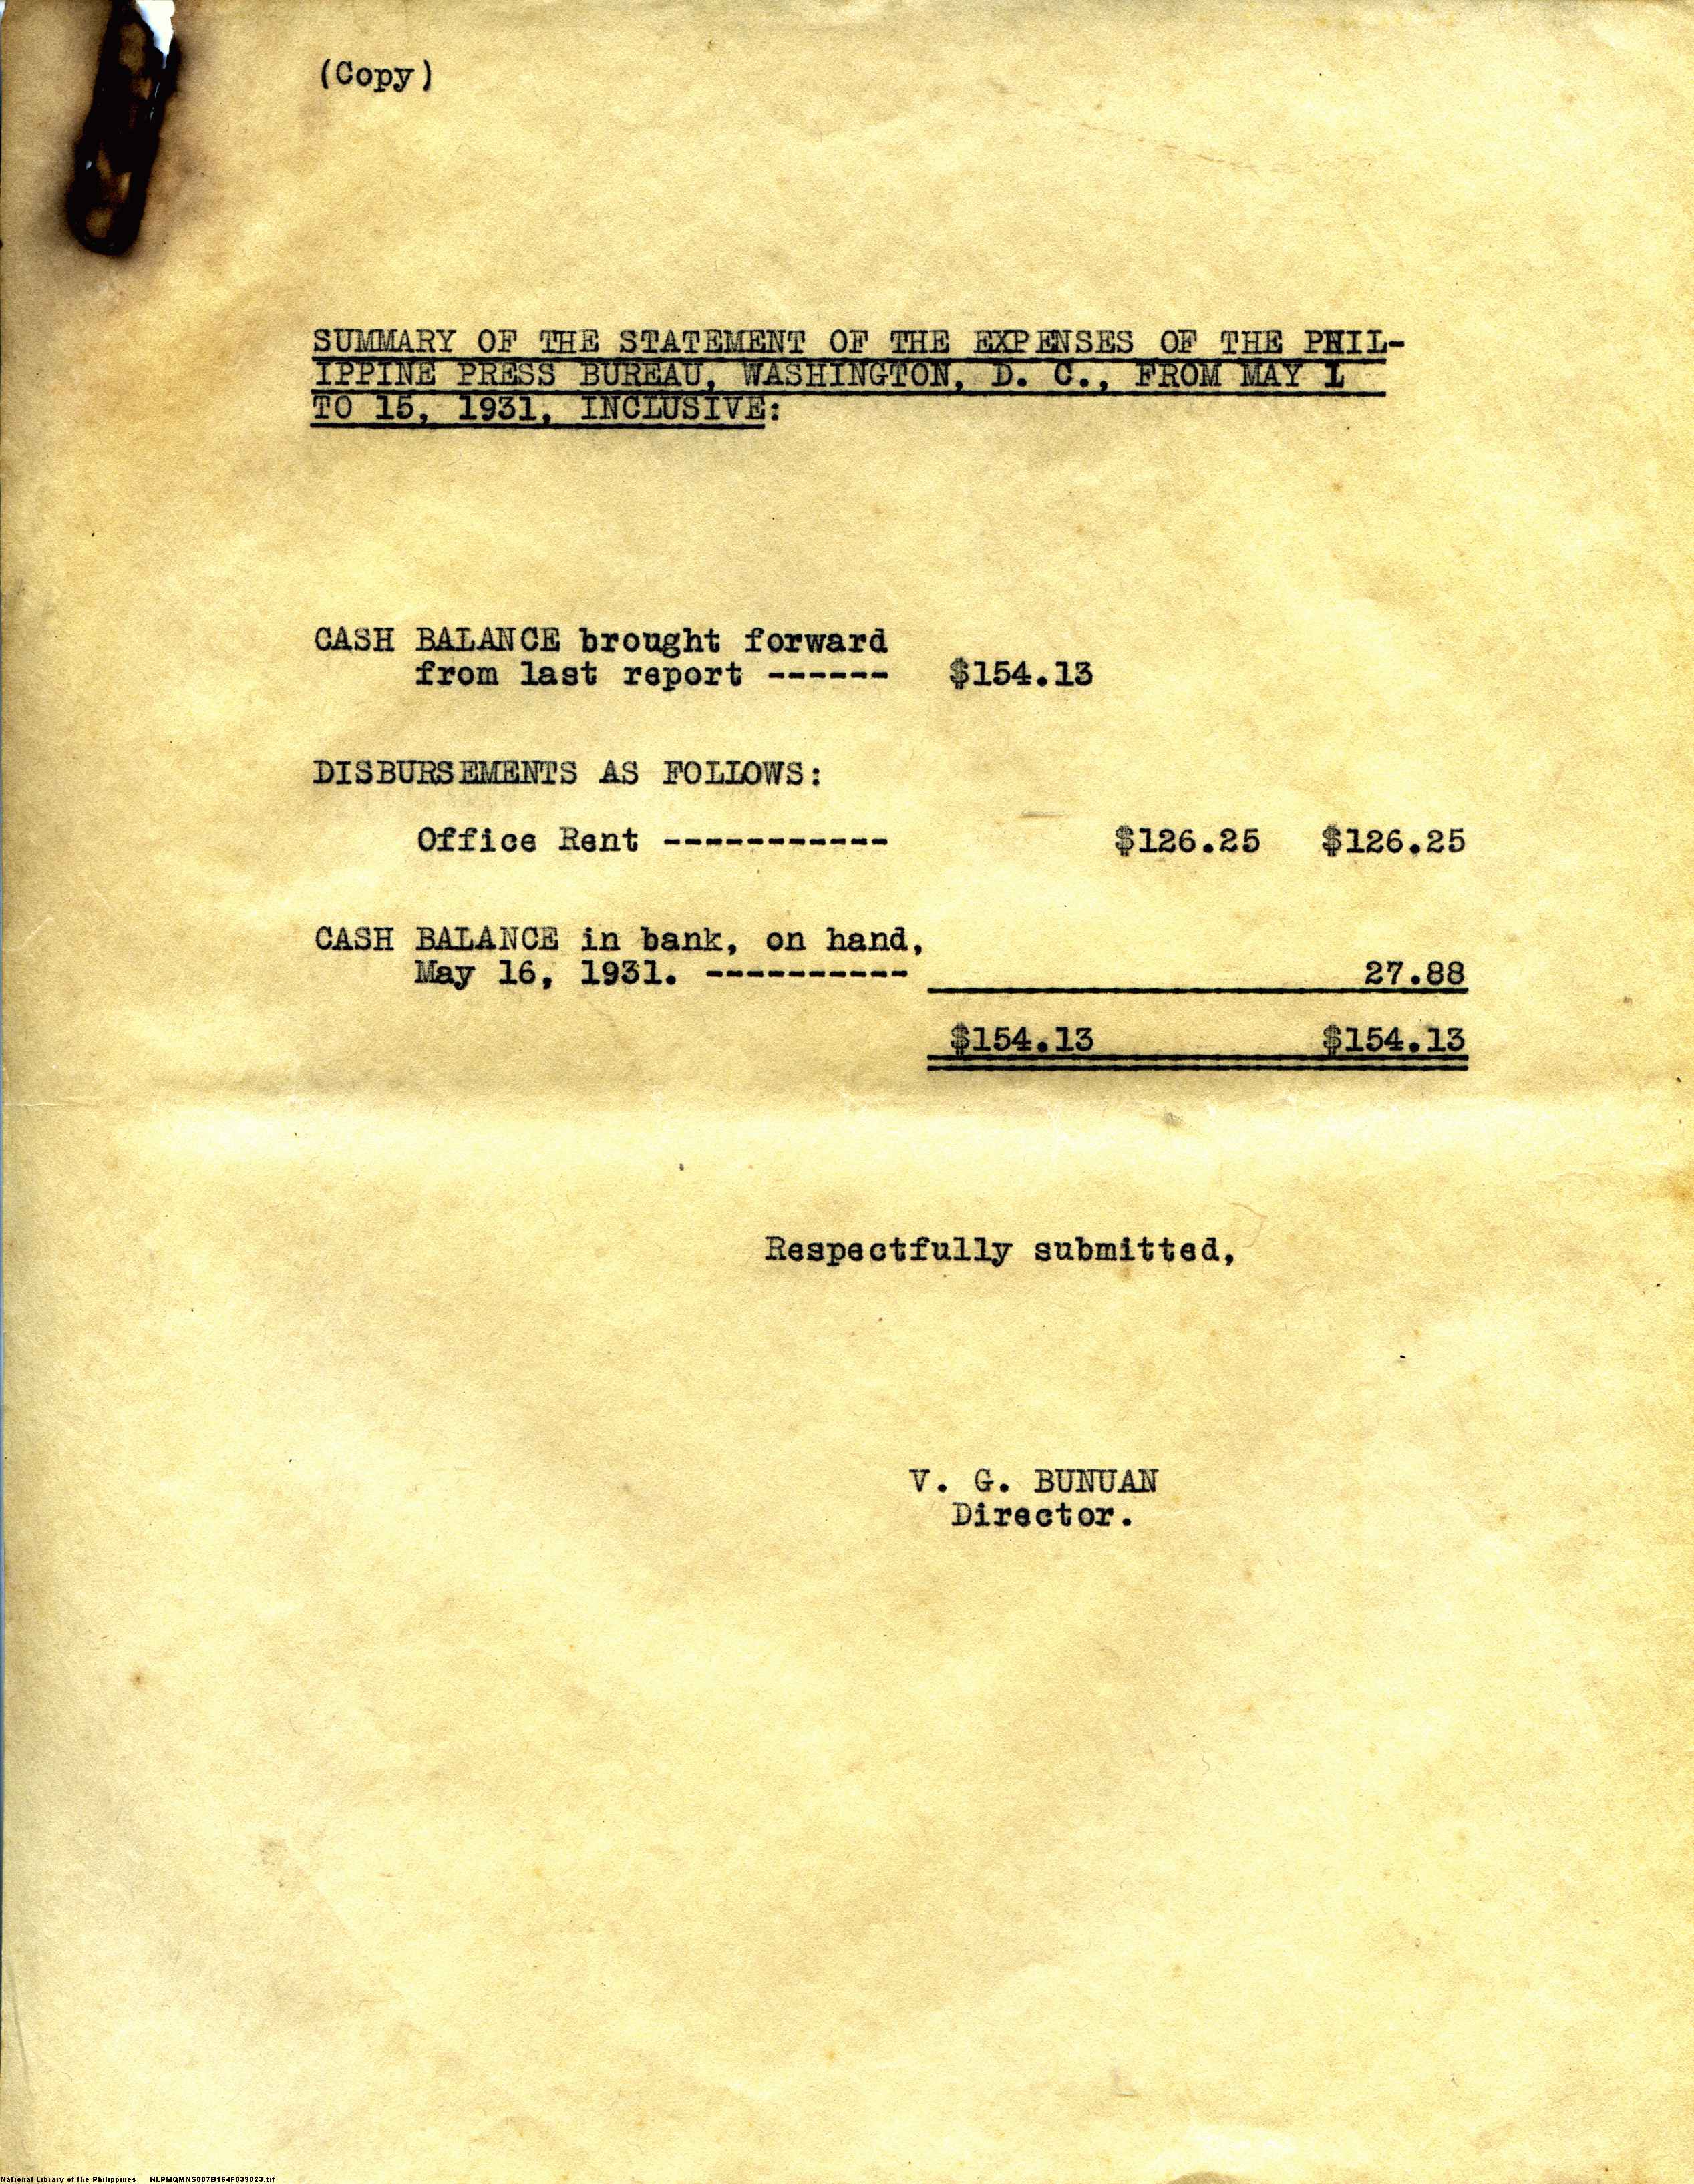 (Copy)
SUMMARY OF THE STATEMENT OF THE EXPENSES OF THE PHIL-
IPPINE PRESS BUREAU, WASHINGTON, D. C., FROM MAY 1
TO 15, 1931, INCLUSIVE:
CASH BALANCE brought forward
from last report ------ $154.13
DISBURSEMENTS AS FOLLOWS:
Office Rent ----------- $126.25 $126.25
CASH BALANCE in bank, on hand,
May 16, 1931. ---------- 27.88
$154.13 $154.13
Respectfully submitted,
V. G. BUNUAN
Director.
National Library of the Philippines NLPMQMNS007B164F039023.tif